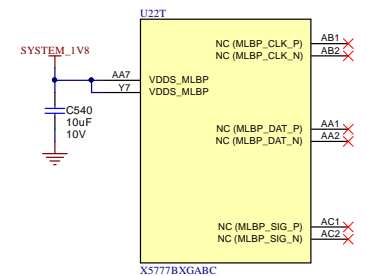 U22T
SYSTEM_1V8
NC (MLBP_CLK_P) AB1
NC (MLBP_CLK_N) AB2
AA7 VDDS_MLBP
Y7 VDDS_MLBP
C540
10uF
10V
NC (MLBP_DAT_P) AA1
NC (MLBP_DAT_N) AA2
NC (MLBP_SIG_P) AC1
NC (MLBP_SIG_N) AC2
X5777BXGABC